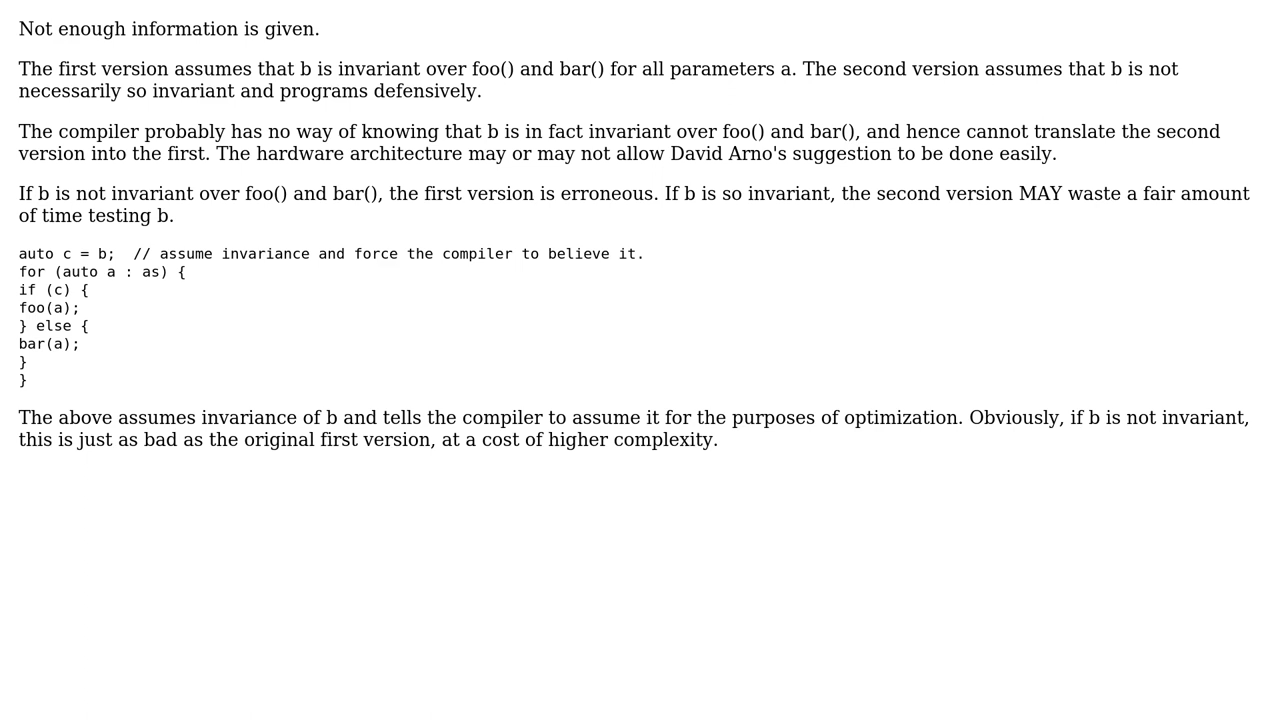 Not enough information is given.
The first version assumes that b is invariant over foo() and bar() for all parameters a. The second version assumes that b is not
necessarily so invariant and programs defensively.
The compiler probably has no way of knowing that b is in fact invariant over foo() and bar(), and hence cannot translate the second
version into the first. The hardware architecture may or may not allow David Arno's suggestion to be done easily.
If b is not invariant over foo() and bar(), the first version is erroneous. If b is so invariant, the second version MAY waste a fair amount
of time testing b.
auto c = b;  // assume invariance and force the compiler to believe it.
for (auto a : as) {
if (c) {
foo(a);
} else {
bar(a);
}
}
The above assumes invariance of b and tells the compiler to assume it for the purposes of optimization. Obviously, if b is not invariant,
this is just as bad as the original first version, at a cost of higher complexity.